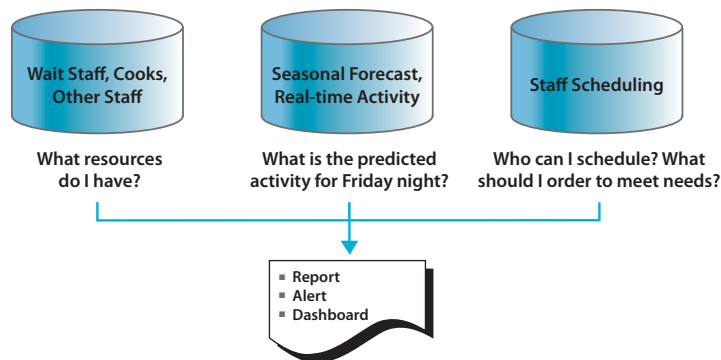 Wait Staff, Cooks,
Other Staff
Seasonal Forecast,
Real-time Activity
Staff Scheduling
What resources
do I have?
What is the predicted
activity for Friday night?
Who can I schedule? What
should I order to meet needs?
■ Report
■ Alert
■ Dashboard